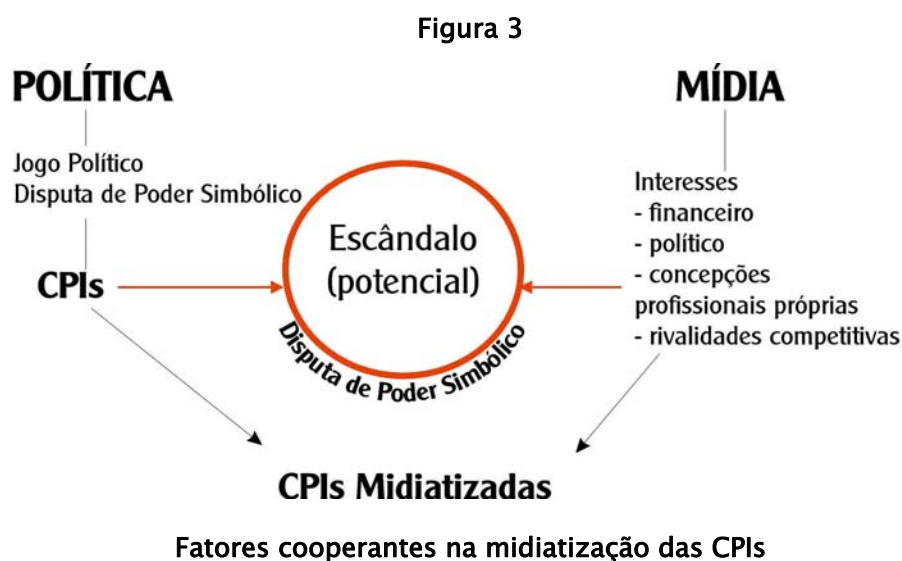 Figura 3
POLÍTICA
Jogo Político
Disputa de Poder Simbólico
CPIs
Escândalo
(potencial)
Disputa de Poder Simbólico
MÍDIA
Interesses
- financeiro
- político
- concepções
profissionais próprias
- rivalidades competitivas
CPIs Midiatizadas
Fatores cooperantes na midiatização das CPIs